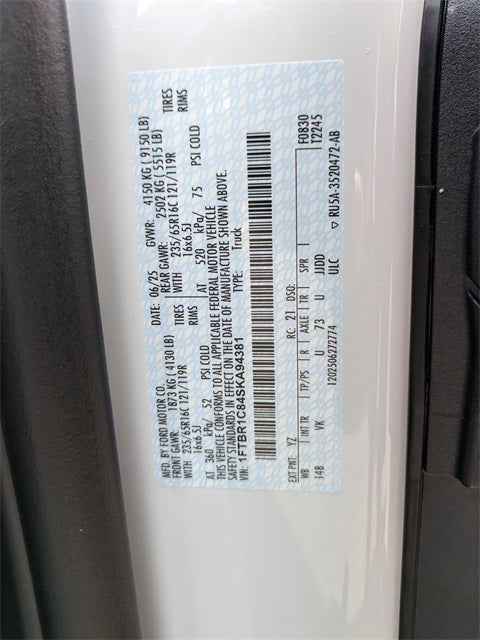 MFD. BY FORD MOTOR CO.
DATE: 06/25 GVWR: 4150 KG ( 9150 LB)
FRONT GAWR: 1873 KG ( 4130 LB) REAR GAWR: 2502 KG ( 5515 LB)
WITH 235/65R16C 121/119R TIRES WITH 235/65R16C 121/119R TIRES
16x6.5J RIMS 16x6.5J RIMS
AT 360 kPa/ 52 PSI COLD AT 520 kPa/ 75 PSI COLD
THIS VEHICLE CONFORMS TO ALL APPLICABLE FEDERAL MOTOR VEHICLE
SAFETY STANDARDS IN EFFECT ON THE DATE OF MANUFACTURE SHOWN ABOVE.
VIN: 1FTBR1C84SKA94381 TYPE: Truck
EXT PNT: YZ RC: 21 DSO: F0830
WB INT TR TP/PS R AXLE TR SPR T2245
148 VK U 73 U JJDD
1202506272774 ULC ▽ RU5A-3520472-AB